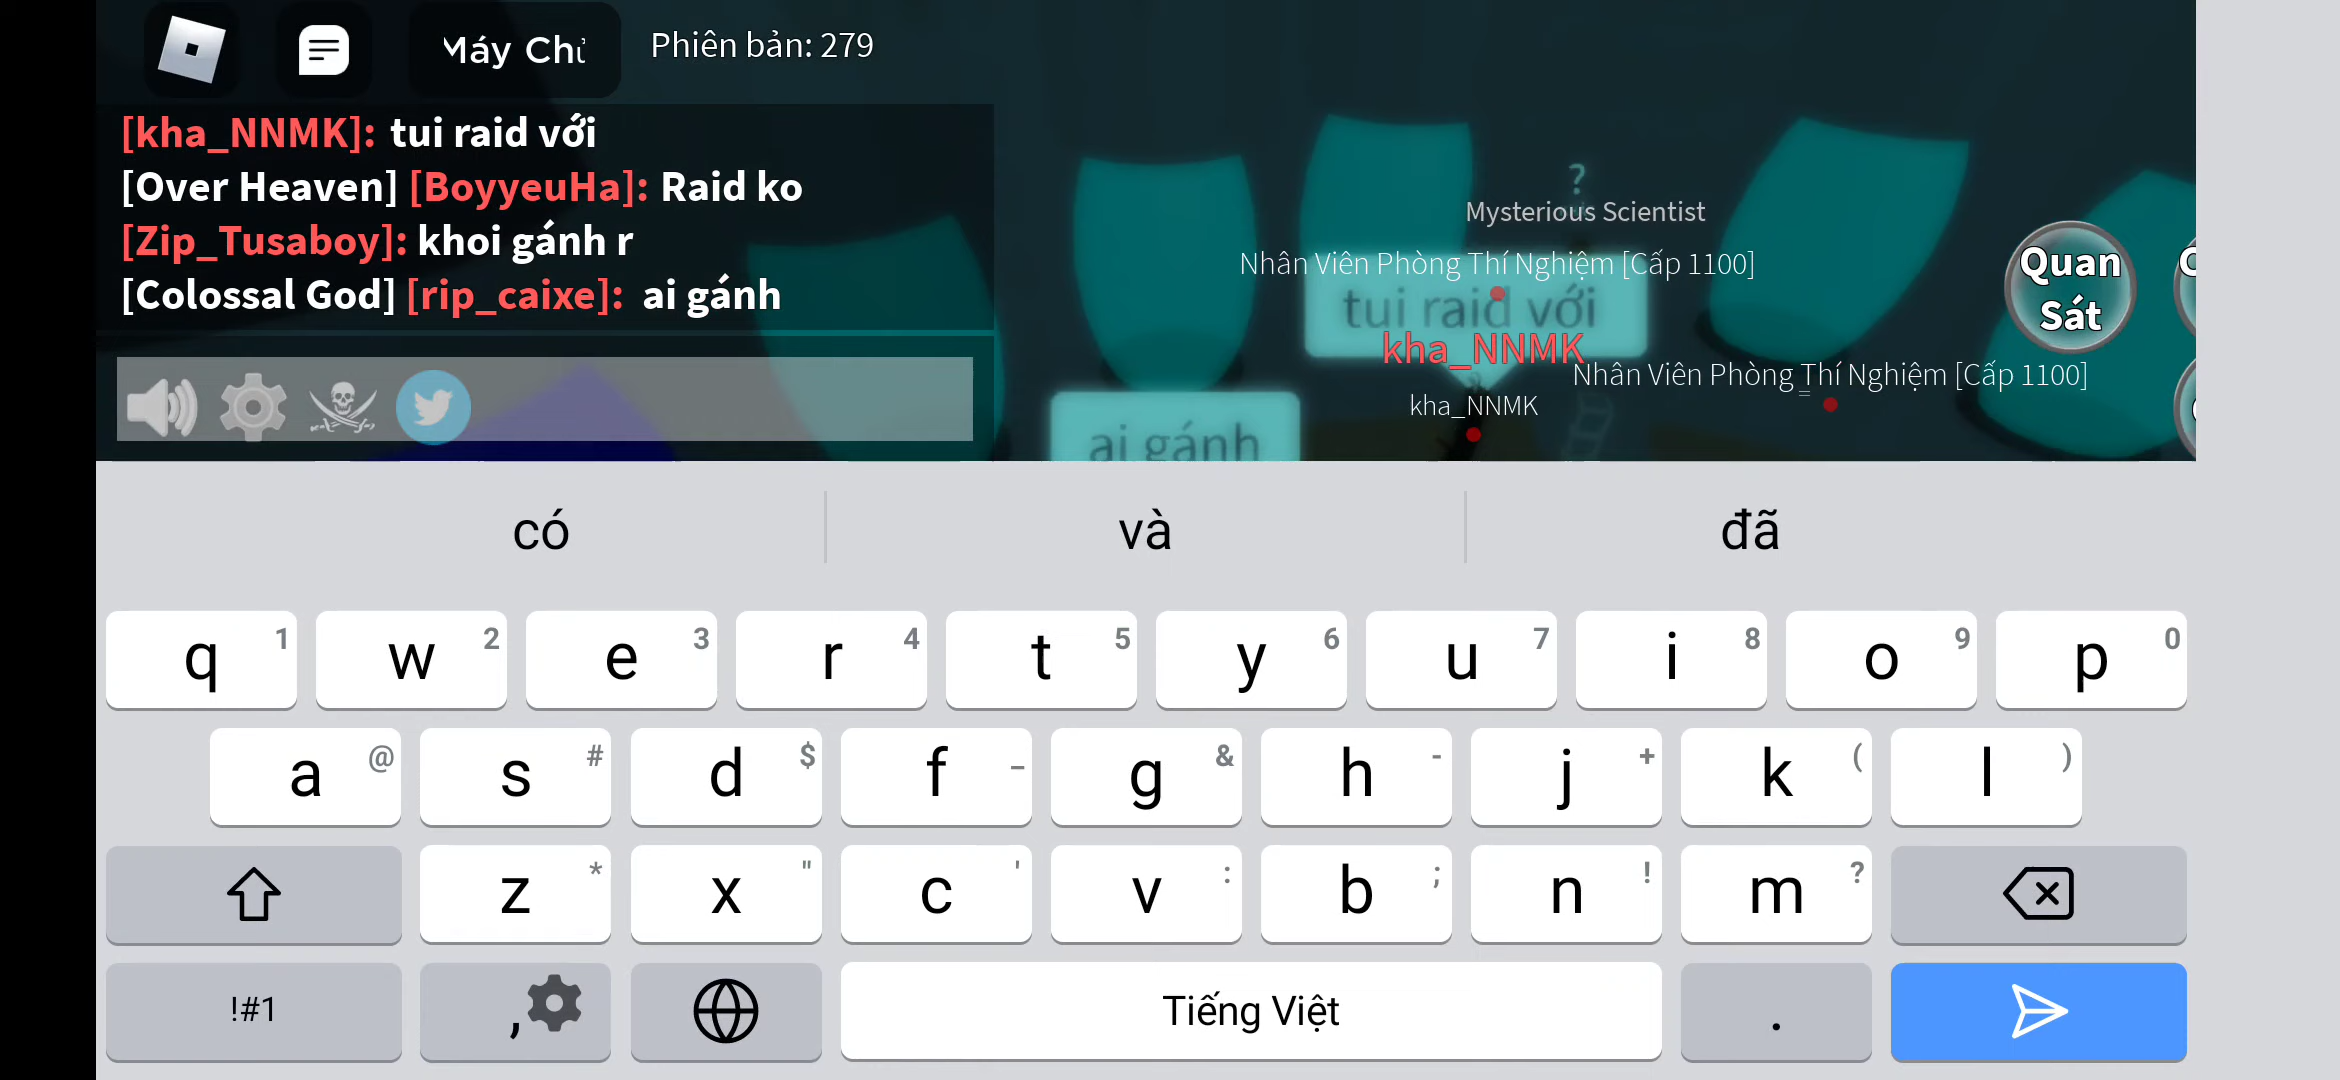 Máy Chủ
Phiên bản: 279
[kha_NNMK]: tui raid với
[Over Heaven] [BoyyeuHa]: Raid ko
[Zip_Tusaboy]: khoi gánh r
[Colossal God] [rip_caixe]: ai gánh
?
Mysterious Scientist
Nhân Viên Phòng Thí Nghiệm [Cấp 1100]
tui raid với
kha_NNMK
Nhân Viên Phòng Thí Nghiệm [Cấp 1100]
kha_NNMK
ai gánh
Quan
Sát
có và đã
q 1 w 2 e 3 r 4 t 5 y 6 u 7 i 8 o 9 p 0
a @ s # d $ f _ g & h - j + k ( l )
z * x " c ' v : b ; n ! m ?
!#1 , Tiếng Việt .